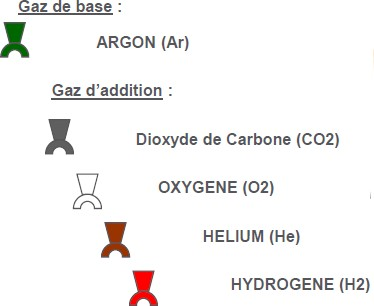 Gaz de base :
ARGON (Ar)
Gaz d'addition :
Dioxyde de Carbone (CO2)
OXYGENE (O2)
HELIUM (He)
HYDROGENE (H2)